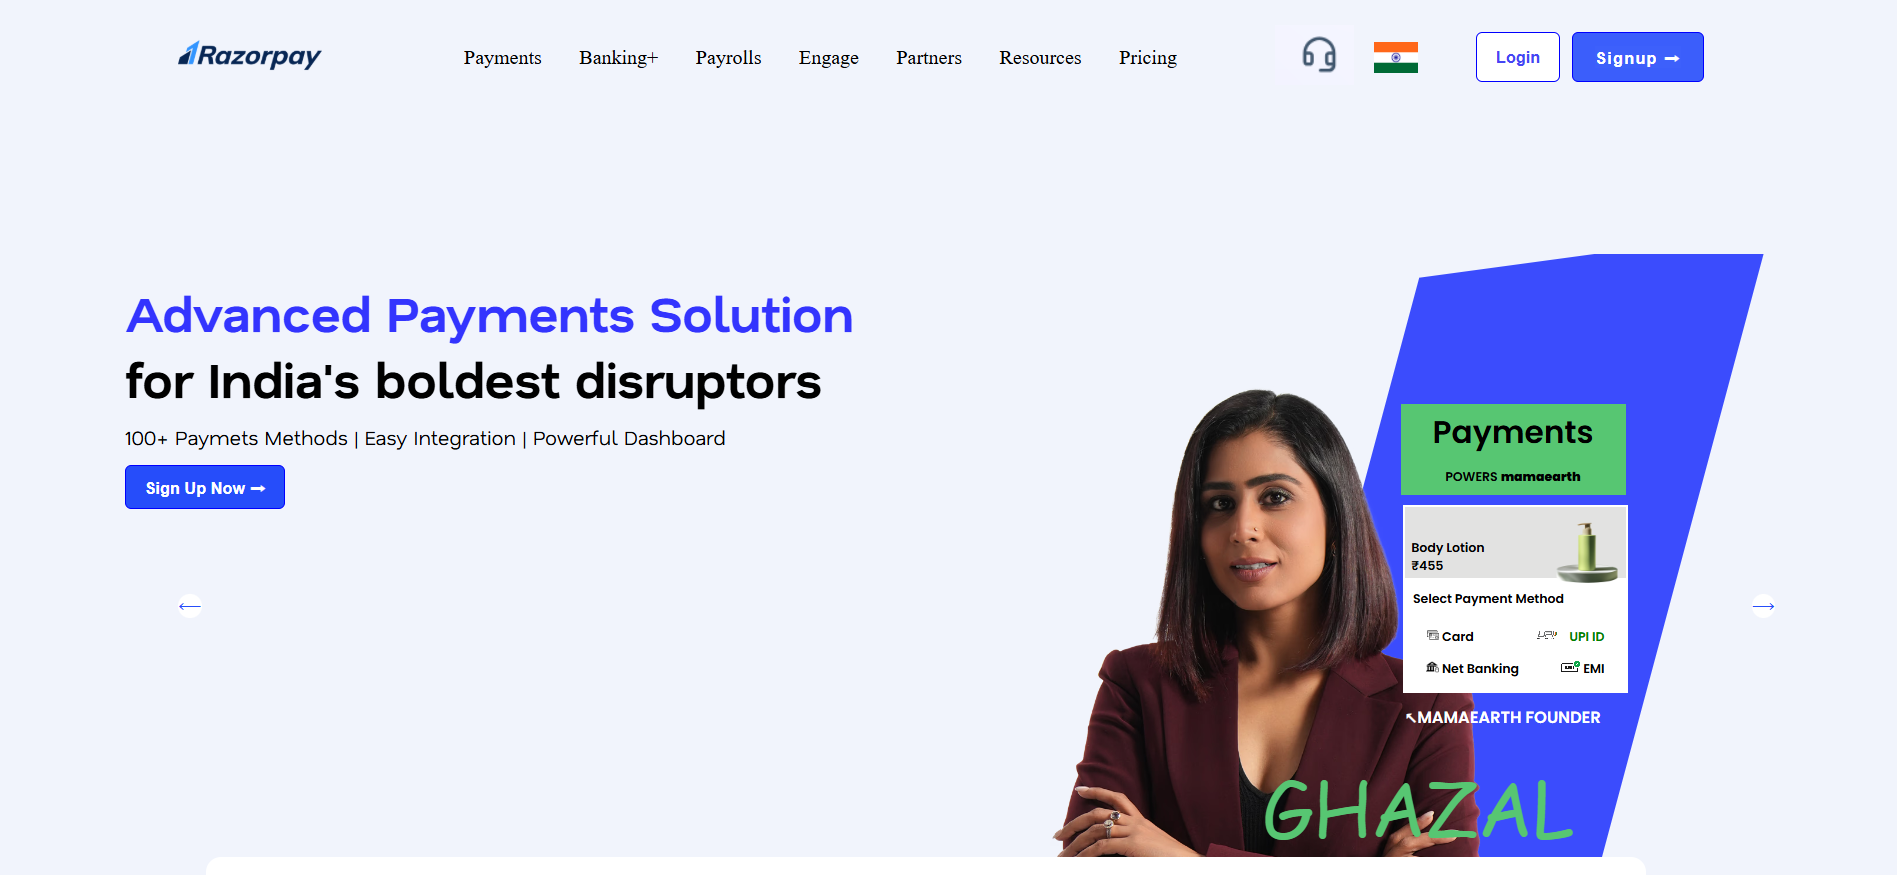 Razorpay
Payments Banking+ Payrolls Engage Partners Resources Pricing
Login
Signup ➞
Advanced Payments Solution
for India's boldest disruptors
100+ Paymets Methods | Easy Integration | Powerful Dashboard
Sign Up Now ➞
Payments
POWERS mamaearth
Body Lotion
₹455
Select Payment Method
Card
UPI ID
Net Banking
EMI
↖MAMAEARTH FOUNDER
GHAZAL